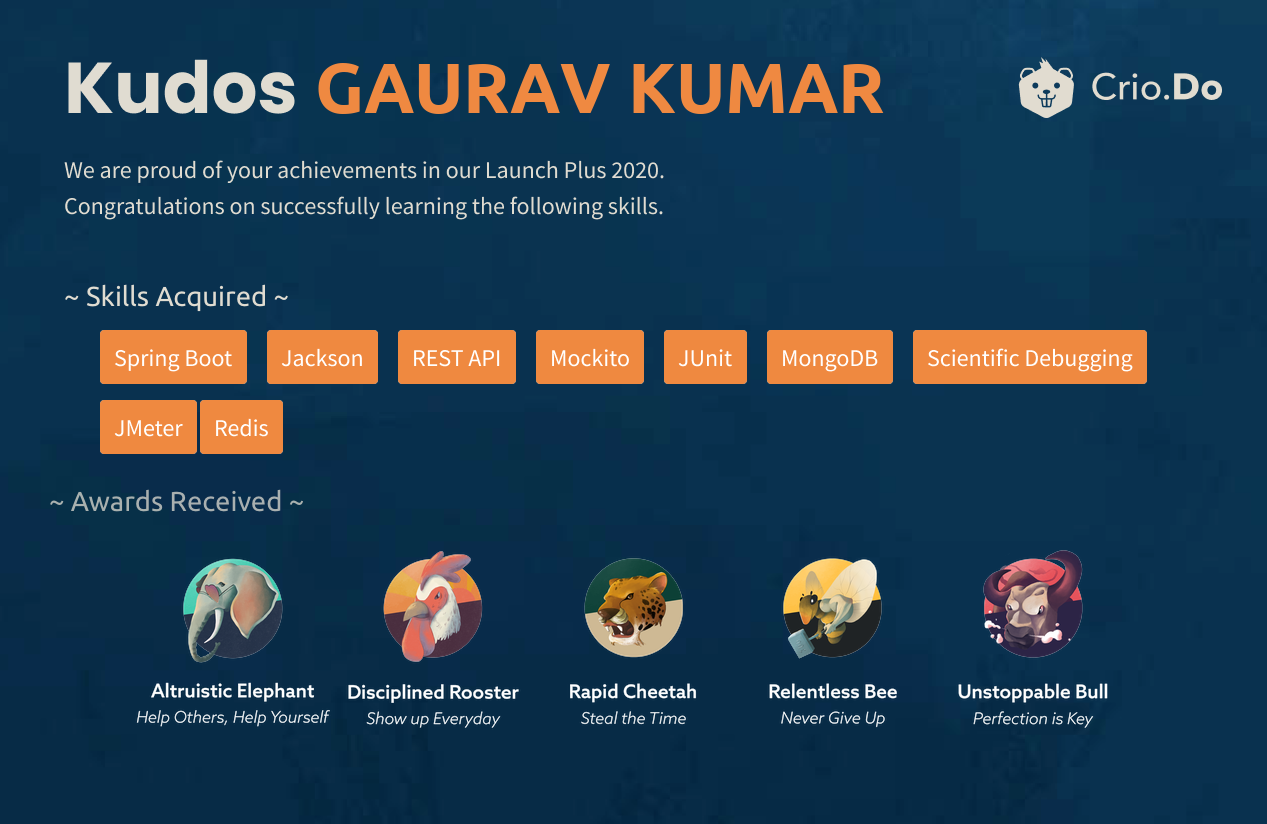 Kudos GAURAV KUMAR
Crio.Do
We are proud of your achievements in our Launch Plus 2020.
Congratulations on successfully learning the following skills.
~ Skills Acquired ~
Spring Boot Jackson REST API Mockito JUnit MongoDB Scientific Debugging
JMeter Redis
~ Awards Received ~
Altruistic Elephant Disciplined Rooster Rapid Cheetah Relentless Bee Unstoppable Bull
Help Others, Help Yourself Show up Everyday Steal the Time Never Give Up Perfection is Key